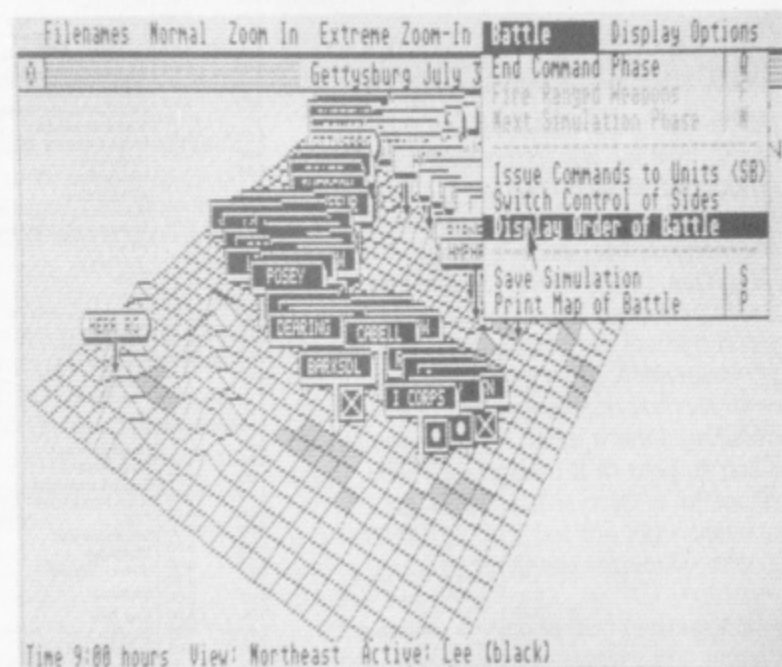 Filenames Normal Zoom In Extreme Zoom-In Battle Display Options
Gettysburg July 3
End Command Phase | Q
Fire Ranged Weapons | F
Next Simulation Phase | N
Issue Commands to Units (SB)
Switch Control of Sides
Display Order of Battle
Save Simulation | S
Print Map of Battle | P
POSEY
HERR RG
DEARING
CABELL
BARKSDL
I CORPS
Time 9:00 hours View: Northeast Active: Lee (black)